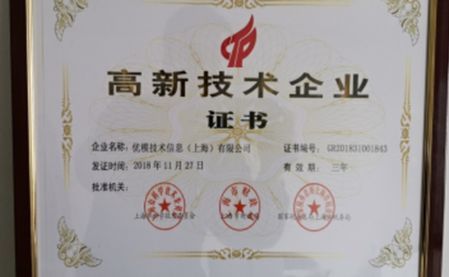 高新技术企业
证书
企业名称：优模技术信息（上海）有限公司 证书编号：GR201831001843
发证时间：2018年11月27日 有效期：三年
批准机关：